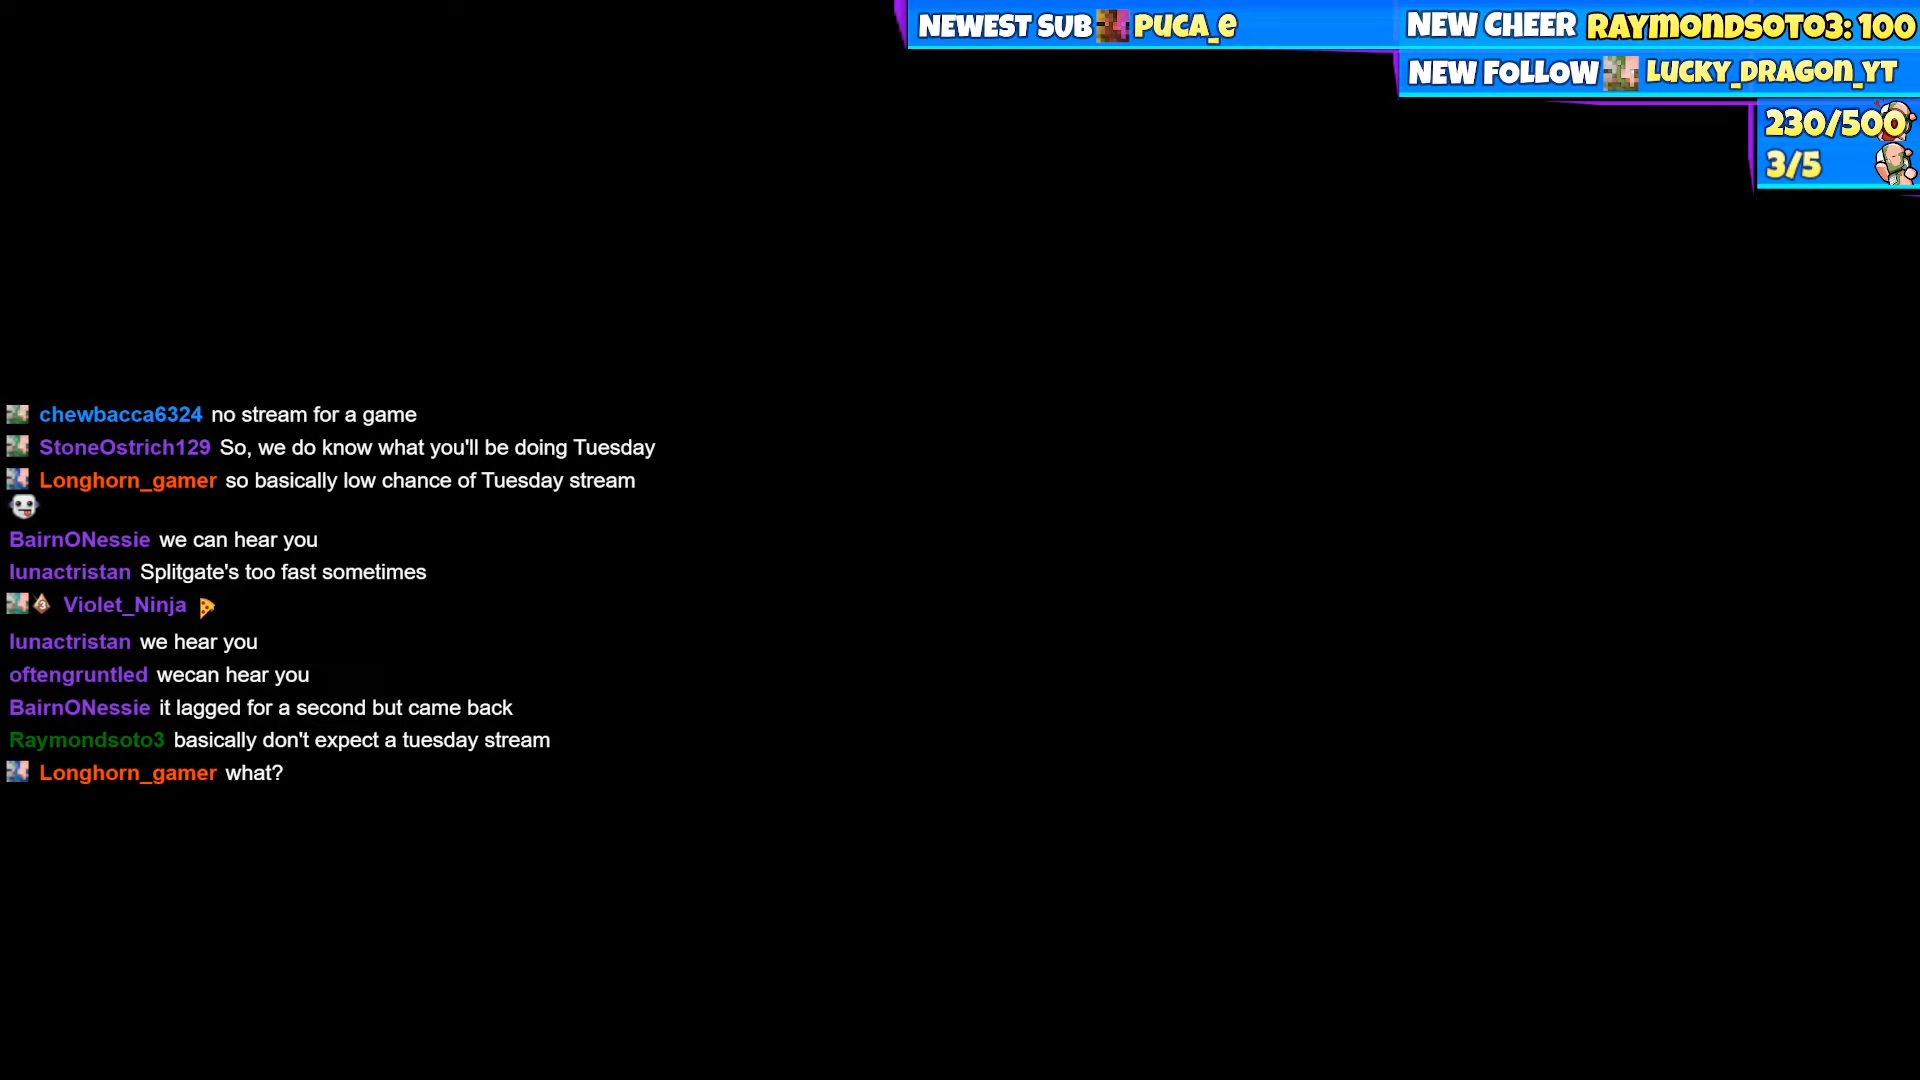 NEWEST SUB PUCA_e
NEW CHEER RAYMONDSOTO3: 100
NEW FOLLOW LUCKY_DRAGON_YT
230/500
3/5
chewbacca6324 no stream for a game
StoneOstrich129 So, we do know what you'll be doing Tuesday
Longhorn_gamer so basically low chance of Tuesday stream
BairnONessie we can hear you
lunactristan Splitgate's too fast sometimes
Violet_Ninja
lunactristan we hear you
oftengruntled wecan hear you
BairnONessie it lagged for a second but came back
Raymondsoto3 basically don't expect a tuesday stream
Longhorn_gamer what?